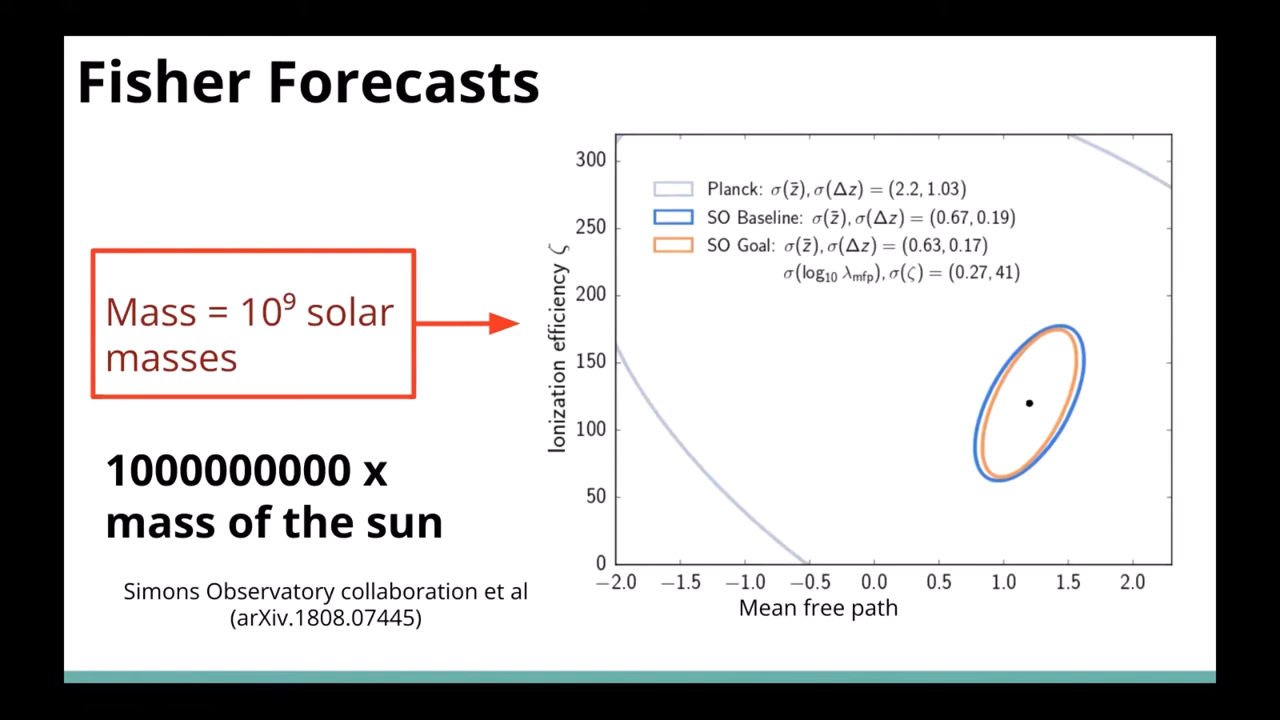 Fisher Forecasts
Mass = 10⁹ solar
masses
1000000000 x
mass of the sun
Simons Observatory collaboration et al
(arXiv.1808.07445)
Ionization efficiency ζ
300
250
200
150
100
50
0
Planck: σ(z̄), σ(Δz) = (2.2, 1.03)
SO Baseline: σ(z̄), σ(Δz) = (0.67, 0.19)
SO Goal: σ(z̄), σ(Δz) = (0.63, 0.17)
σ(log₁₀ λ_mfp), σ(ζ) = (0.27, 41)
−2.0 −1.5 −1.0 −0.5 0.0 0.5 1.0 1.5 2.0
Mean free path